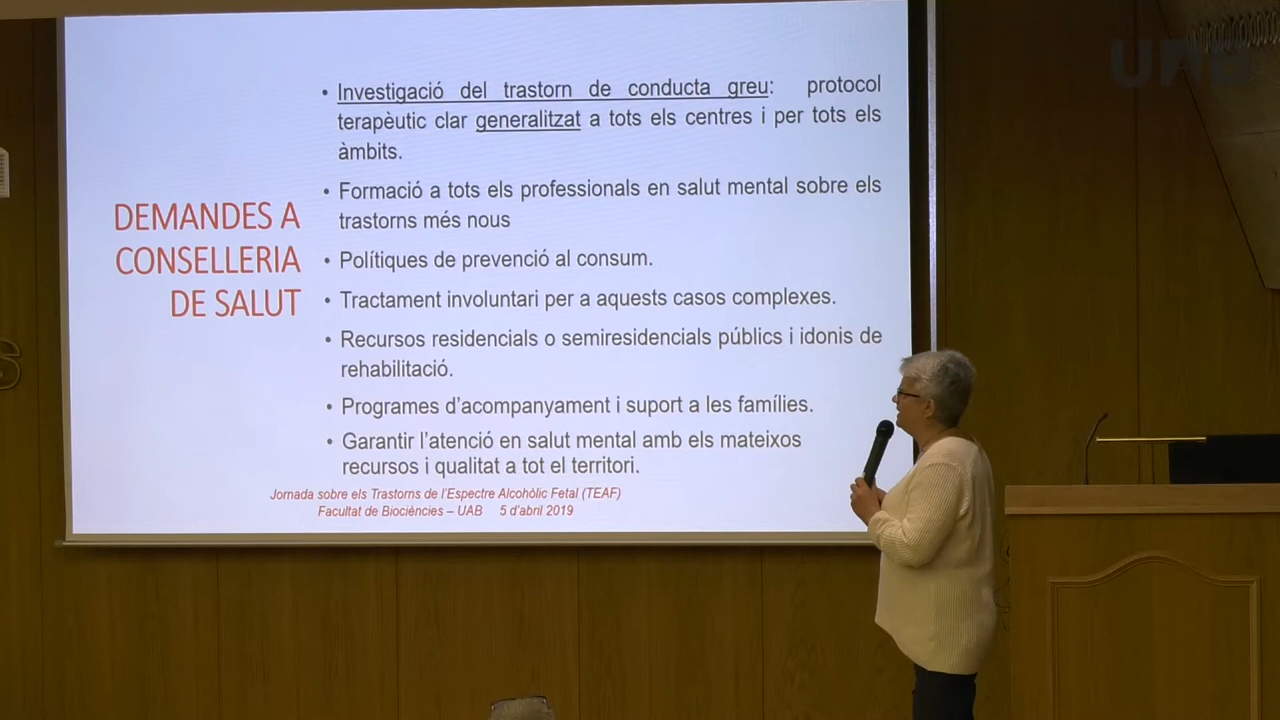 DEMANDES A
CONSELLERIA
DE SALUT
• Investigació del trastorn de conducta greu: protocol
terapèutic clar generalitzat a tots els centres i per tots els
àmbits.
• Formació a tots els professionals en salut mental sobre els
trastorns més nous
• Polítiques de prevenció al consum.
• Tractament involuntari per a aquests casos complexes.
• Recursos residencials o semiresidencials públics i idonis de
rehabilitació.
• Programes d'acompanyament i suport a les famílies.
• Garantir l'atenció en salut mental amb els mateixos
recursos i qualitat a tot el territori.
Jornada sobre els Trastorns de l'Espectre Alcohòlic Fetal (TEAF)
Facultat de Biociències – UAB 5 d'abril 2019
UAB